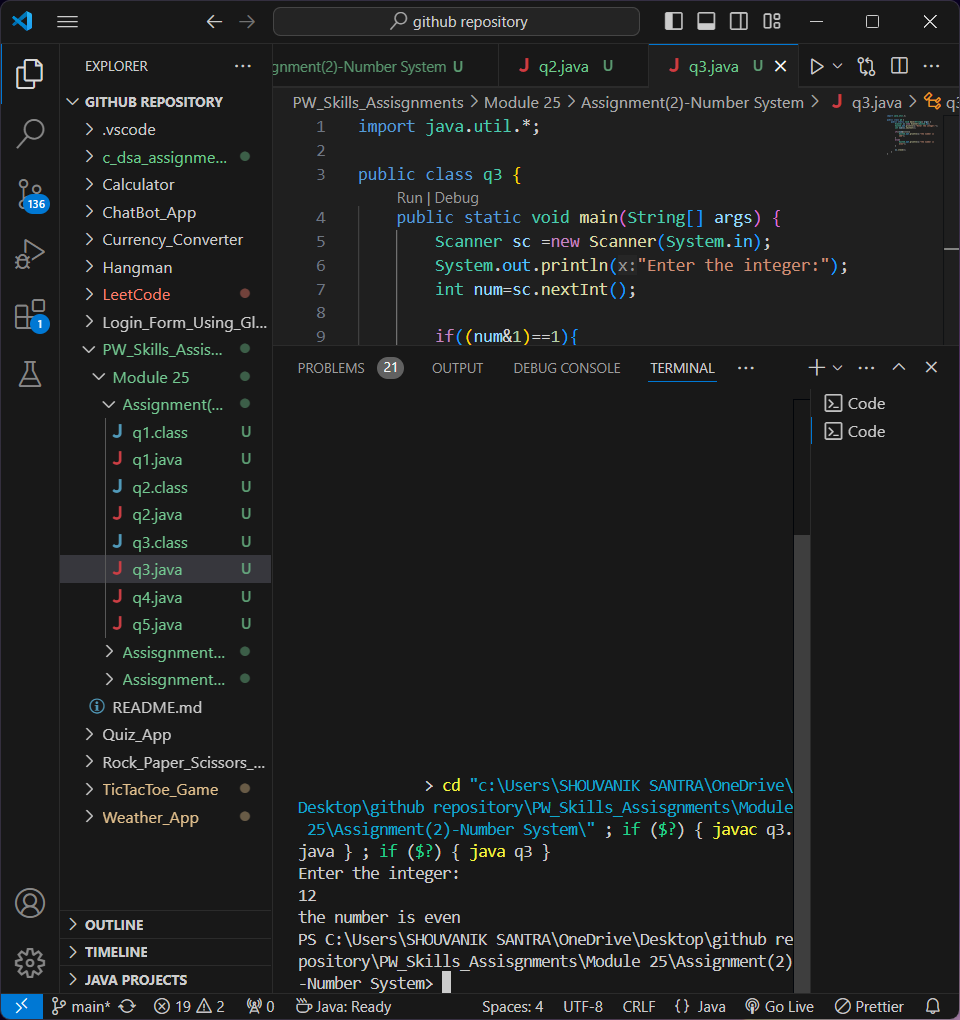 github repository
EXPLORER
GITHUB REPOSITORY
.vscode
c_dsa_assignme...
Calculator
ChatBot_App
Currency_Converter
Hangman
LeetCode
Login_Form_Using_Gl...
PW_Skills_Assis...
Module 25
Assignment(...
J q1.class U
J q1.java U
J q2.class U
J q2.java U
J q3.class U
J q3.java U
J q4.java U
J q5.java U
Assisgnment...
Assisgnment...
README.md
Quiz_App
Rock_Paper_Scissors_...
TicTacToe_Game
Weather_App
OUTLINE
TIMELINE
JAVA PROJECTS
136
1
gnment(2)-Number System U
J q2.java U
J q3.java U
PW_Skills_Assisgnments > Module 25 > Assignment(2)-Number System > J q3.java > q3
1 import java.util.*;
2
3 public class q3 {
Run | Debug
4 public static void main(String[] args) {
5 Scanner sc =new Scanner(System.in);
6 System.out.println(x:"Enter the integer:");
7 int num=sc.nextInt();
8
9 if((num&1)==1){
PROBLEMS 21 OUTPUT DEBUG CONSOLE TERMINAL
Code
Code
> cd "c:\Users\SHOUVANIK SANTRA\OneDrive\
Desktop\github repository\PW_Skills_Assisgnments\Module
25\Assignment(2)-Number System\" ; if ($?) { javac q3.
java } ; if ($?) { java q3 }
Enter the integer:
12
the number is even
PS C:\Users\SHOUVANIK SANTRA\OneDrive\Desktop\github re
pository\PW_Skills_Assisgnments\Module 25\Assignment(2)
-Number System>
main* 19 2 0 Java: Ready Spaces: 4 UTF-8 CRLF {} Java Go Live Prettier